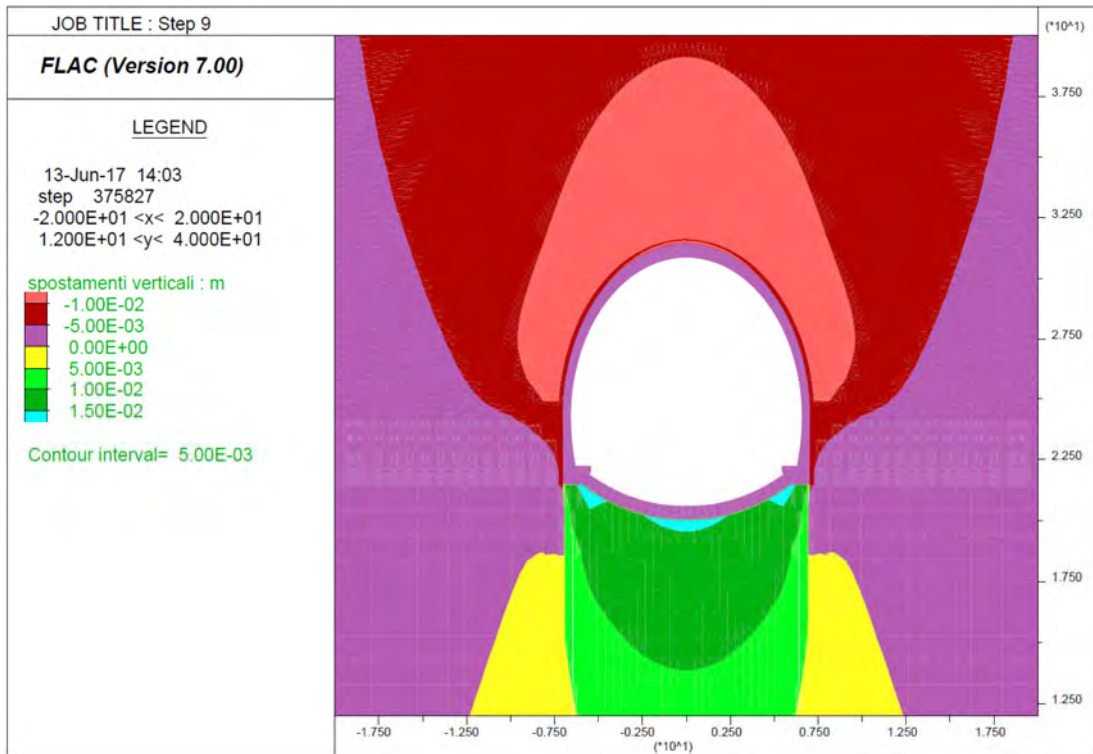 JOB TITLE : Step 9
FLAC (Version 7.00)
LEGEND
13-Jun-17 14:03
step 375827
-2.000E+01 <x< 2.000E+01
1.200E+01 <y< 4.000E+01
spostamenti verticali : m
-1.00E-02
-5.00E-03
0.00E+00
5.00E-03
1.00E-02
1.50E-02
Contour interval= 5.00E-03
(*10^1)
3.750
3.250
2.750
2.250
1.750
1.250
-1.750 -1.250 -0.750 -0.250 0.250 0.750 1.250 1.750
(*10^1)